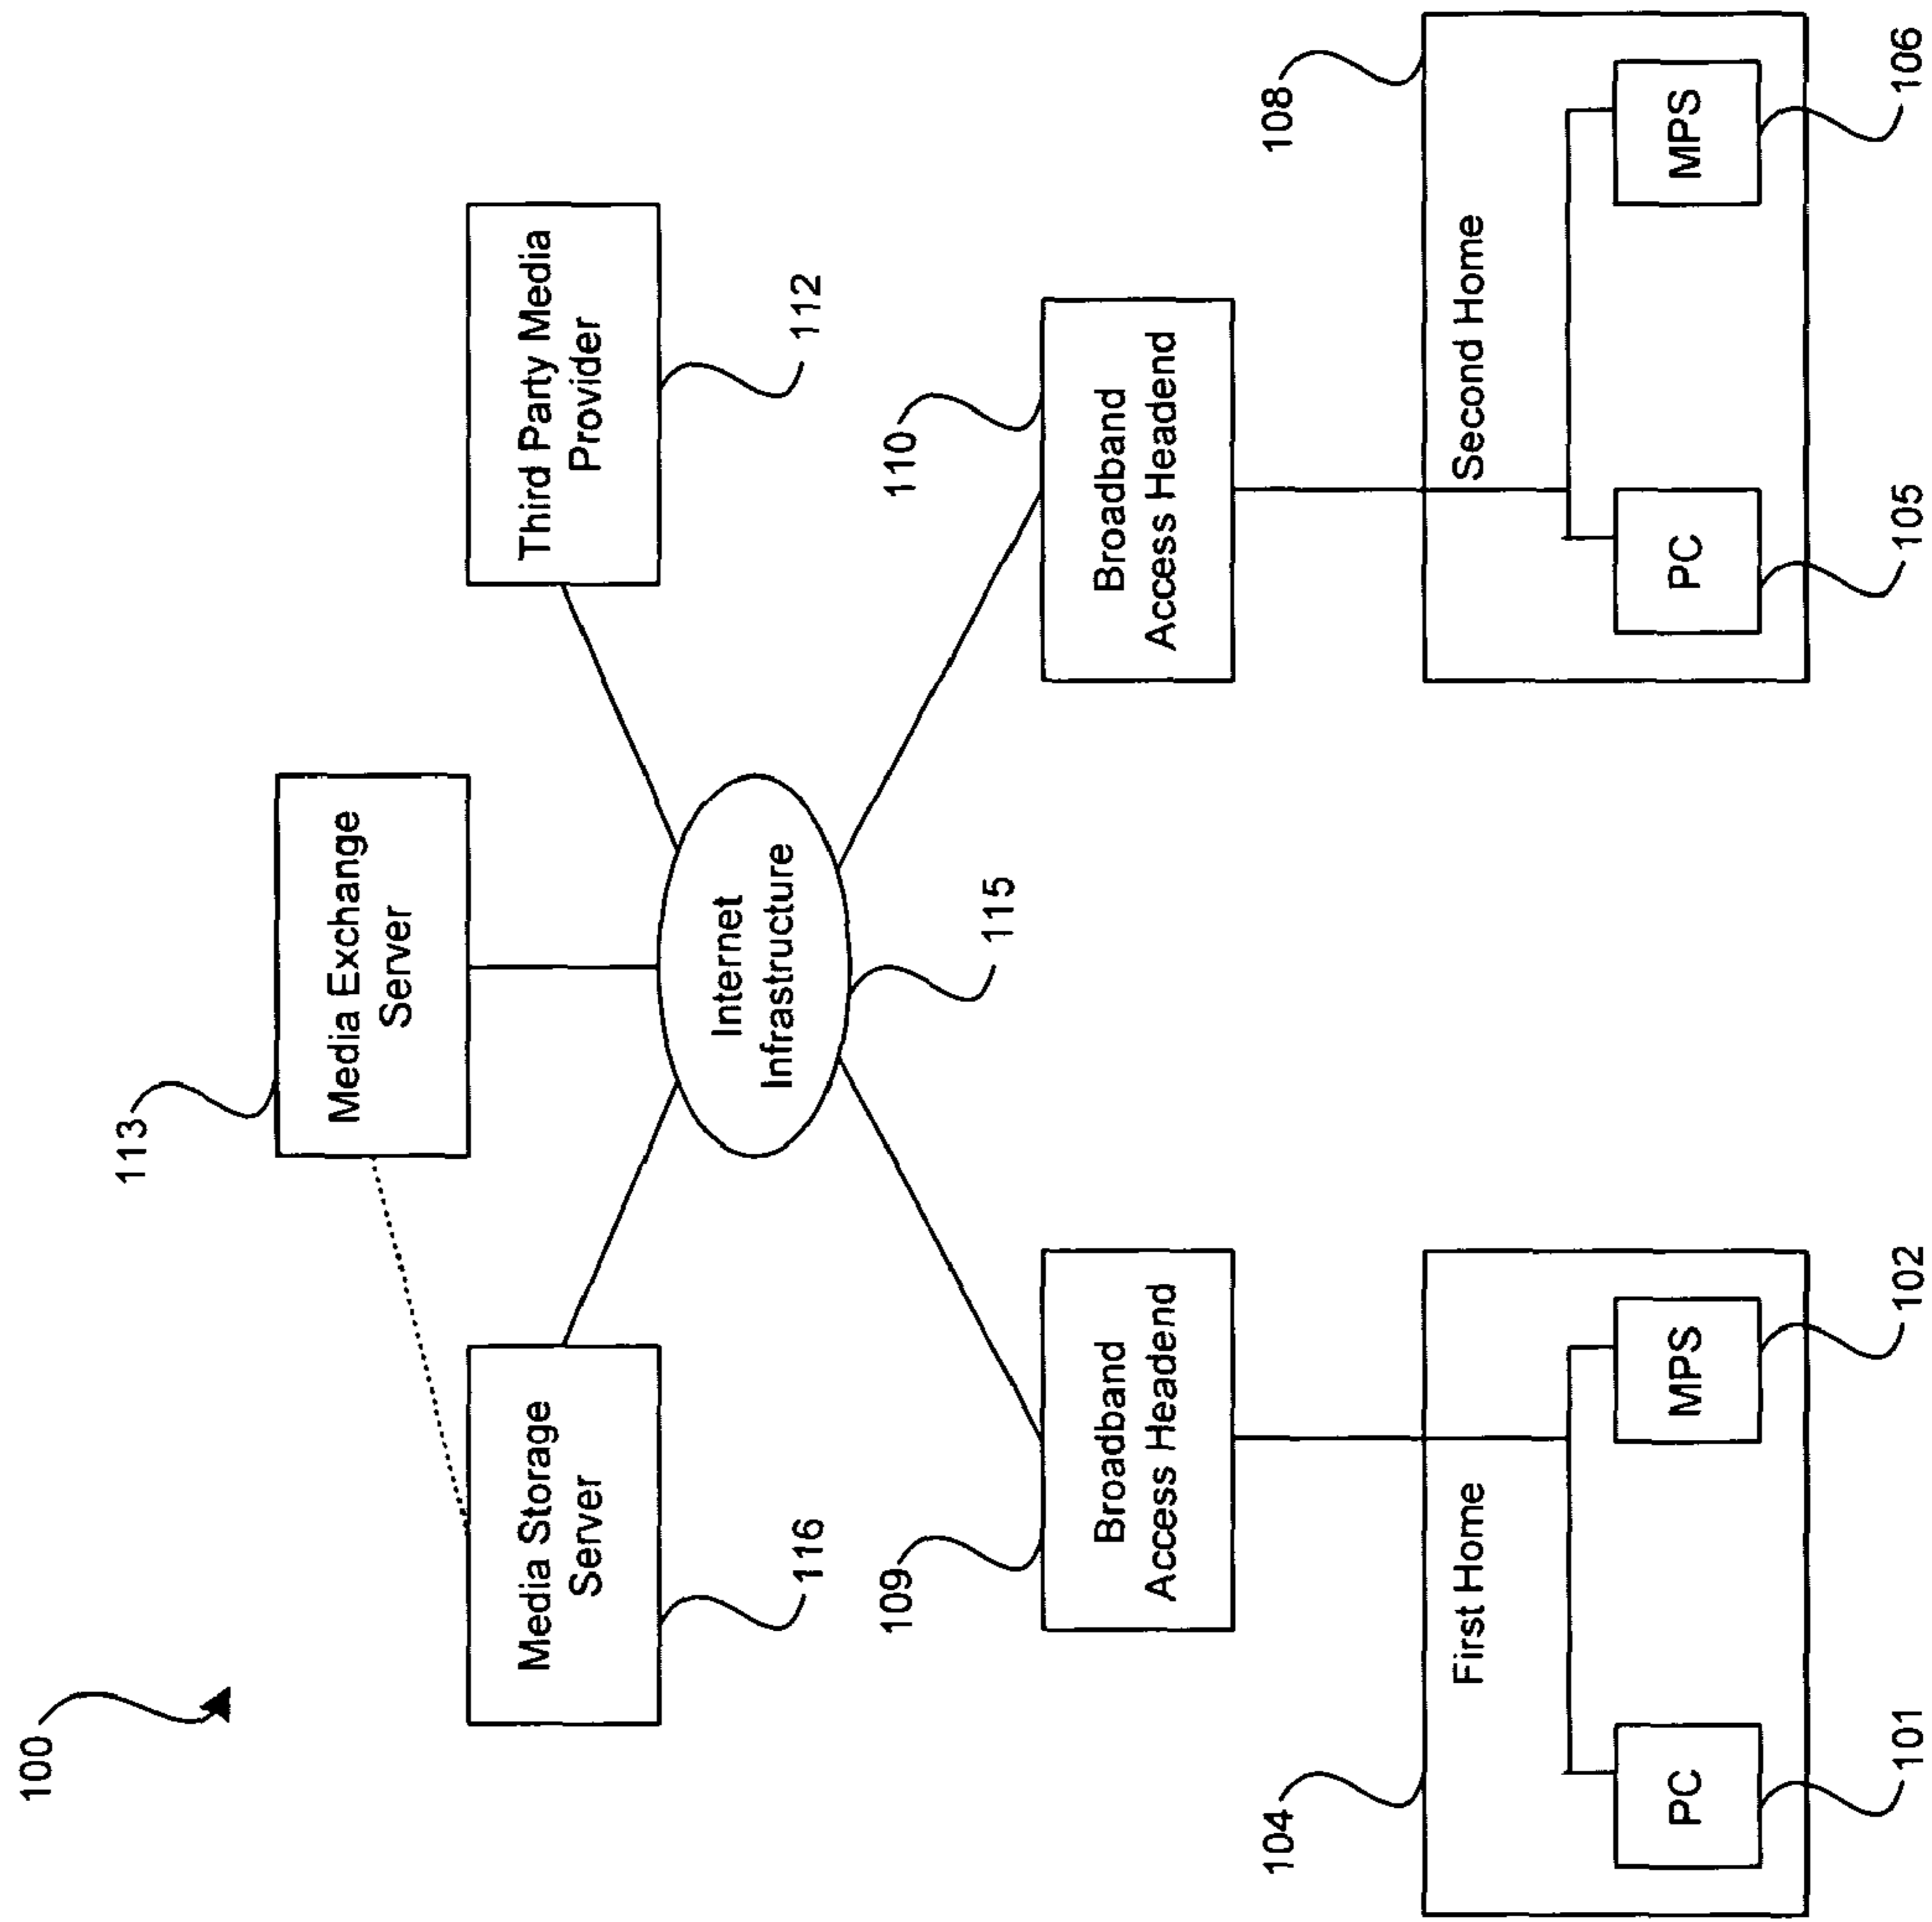 100
113
Media Exchange
Server
Media Storage
Server
116
Third Party Media
Provider
112
Internet
Infrastructure
115
109
Broadband
Access Headend
110
Broadband
Access Headend
104
First Home
PC
101
MPS
102
108
Second Home
PC
105
MPS
106